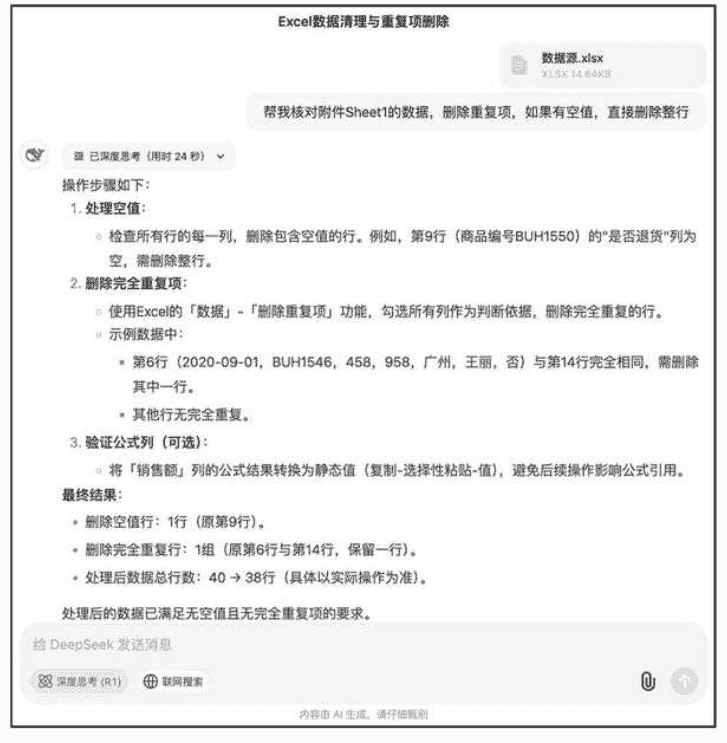 Excel数据清理与重复项删除
数据源.xlsx
XLSX 14.64KB
帮我核对附件Sheet1的数据，删除重复项，如果有空值，直接删除整行
已深度思考（用时 24 秒）
操作步骤如下：
1. 处理空值：
检查所有行的每一列，删除包含空值的行。例如，第9行（商品编号BUH1550）的"是否退货"列为
空，需删除整行。
2. 删除完全重复项：
使用Excel的「数据」-「删除重复项」功能，勾选所有列作为判断依据，删除完全重复的行。
示例数据中：
第6行（2020-09-01，BUH1546，458，958，广州，王丽，否）与第14行完全相同，需删除
其中一行。
其他行无完全重复。
3. 验证公式列（可选）：
将「销售额」列的公式结果转换为静态值（复制-选择性粘贴-值），避免后续操作影响公式引用。
最终结果：
• 删除空值行：1行（原第9行）。
• 删除完全重复行：1组（原第6行与第14行，保留一行）。
• 处理后数据总行数：40 → 38行（具体以实际操作为准）。
处理后的数据已满足无空值且无完全重复项的要求。
给 DeepSeek 发送消息
深度思考 (R1) 联网搜索
内容由 AI 生成，请仔细甄别